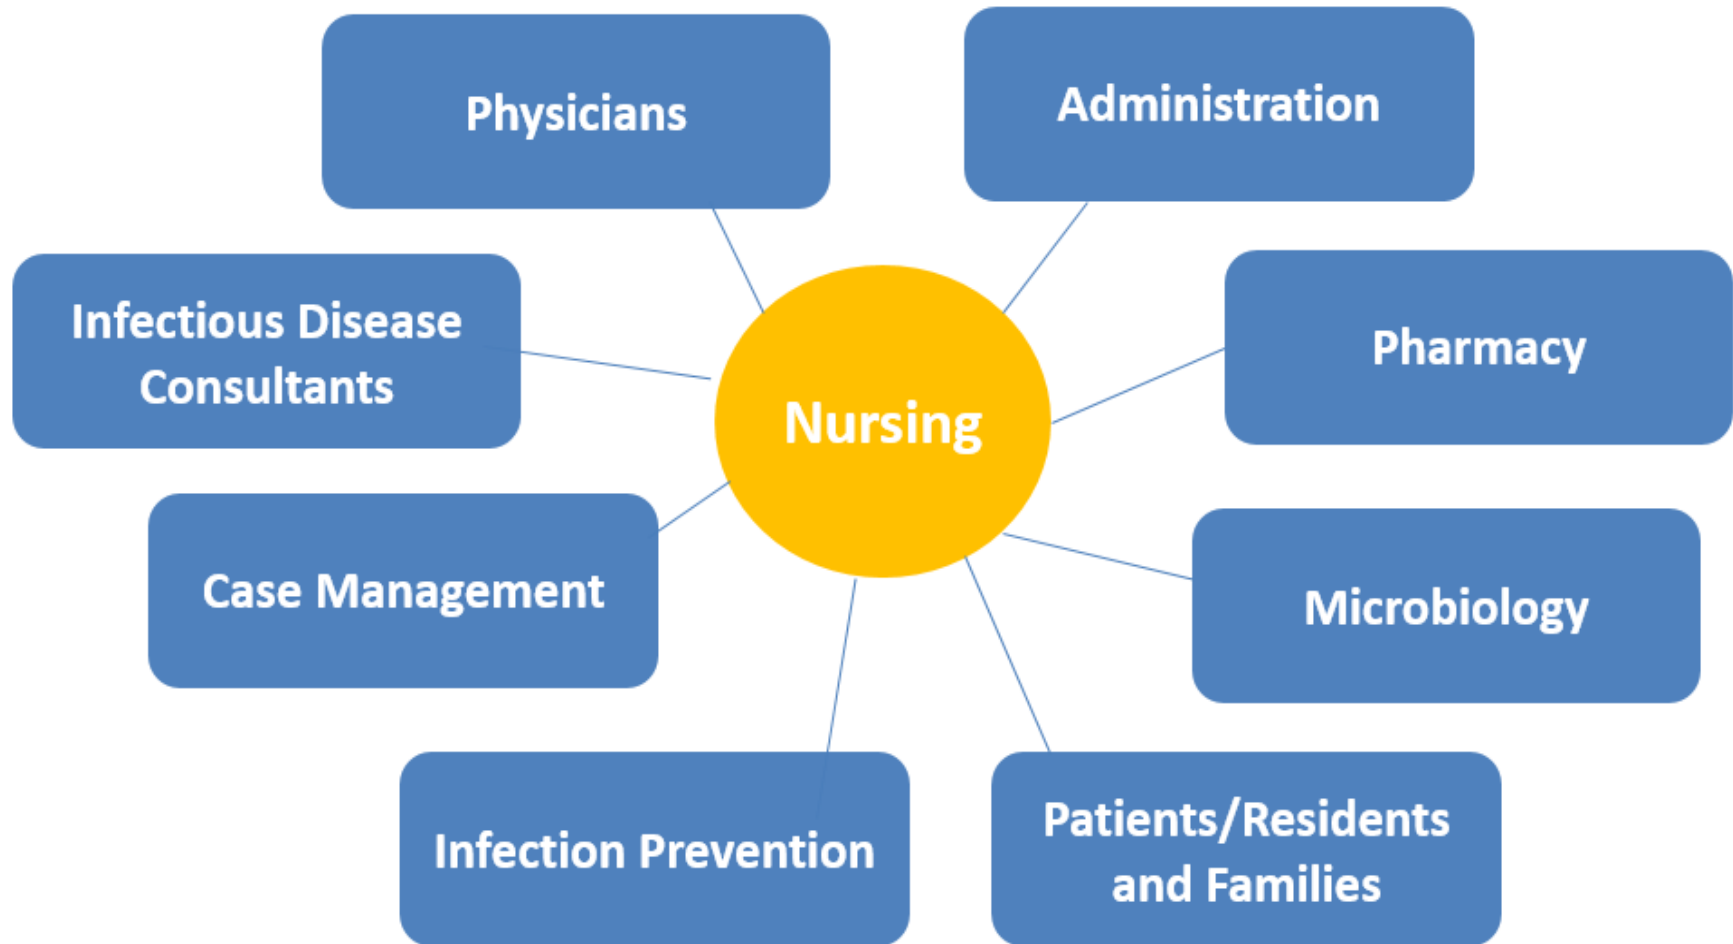 Physicians
Administration
Infectious Disease
Consultants
Pharmacy
Nursing
Case Management
Microbiology
Infection Prevention
Patients/Residents
and Families